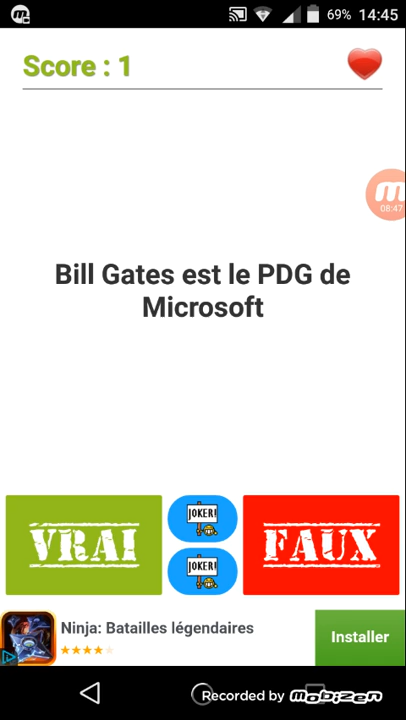 69% 14:45
Score : 1
08:47
Bill Gates est le PDG de
Microsoft
VRAI
JOKER!
JOKER!
FAUX
Ninja: Batailles légendaires
Installer
Recorded by mobizen